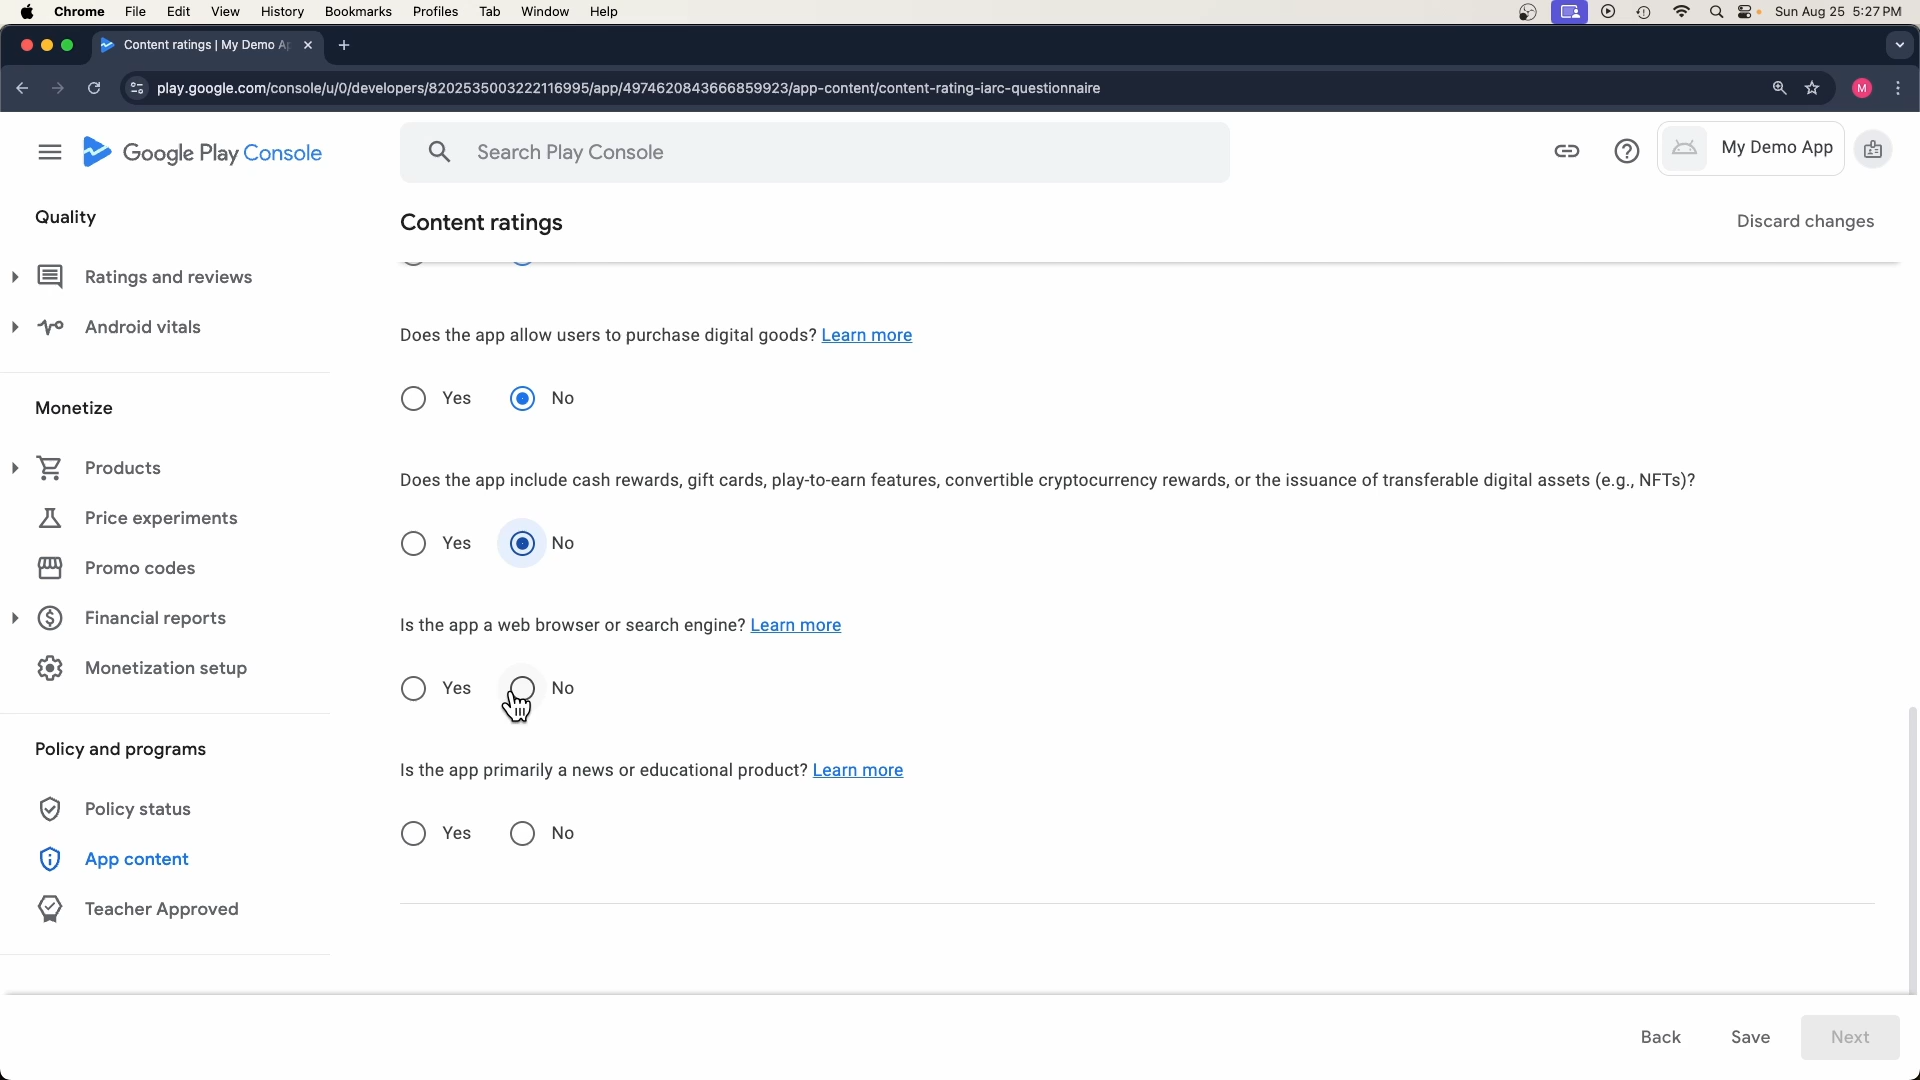 Chrome File Edit View History Bookmarks Profiles Tab Window Help Sun Aug 25 5:27 PM
Content ratings | My Demo Ap
play.google.com/console/u/0/developers/8202535003222116995/app/4974620843666859923/app-content/content-rating-iarc-questionnaire M
Google Play Console Search Play Console My Demo App
Quality
Ratings and reviews
Android vitals
Monetize
Products
Price experiments
Promo codes
Financial reports
Monetization setup
Policy and programs
Policy status
App content
Teacher Approved
Content ratings Discard changes
Does the app allow users to purchase digital goods? Learn more
Yes No
Does the app include cash rewards, gift cards, play-to-earn features, convertible cryptocurrency rewards, or the issuance of transferable digital assets (e.g., NFTs)?
Yes No
Is the app a web browser or search engine? Learn more
Yes No
Is the app primarily a news or educational product? Learn more
Yes No
Back Save Next